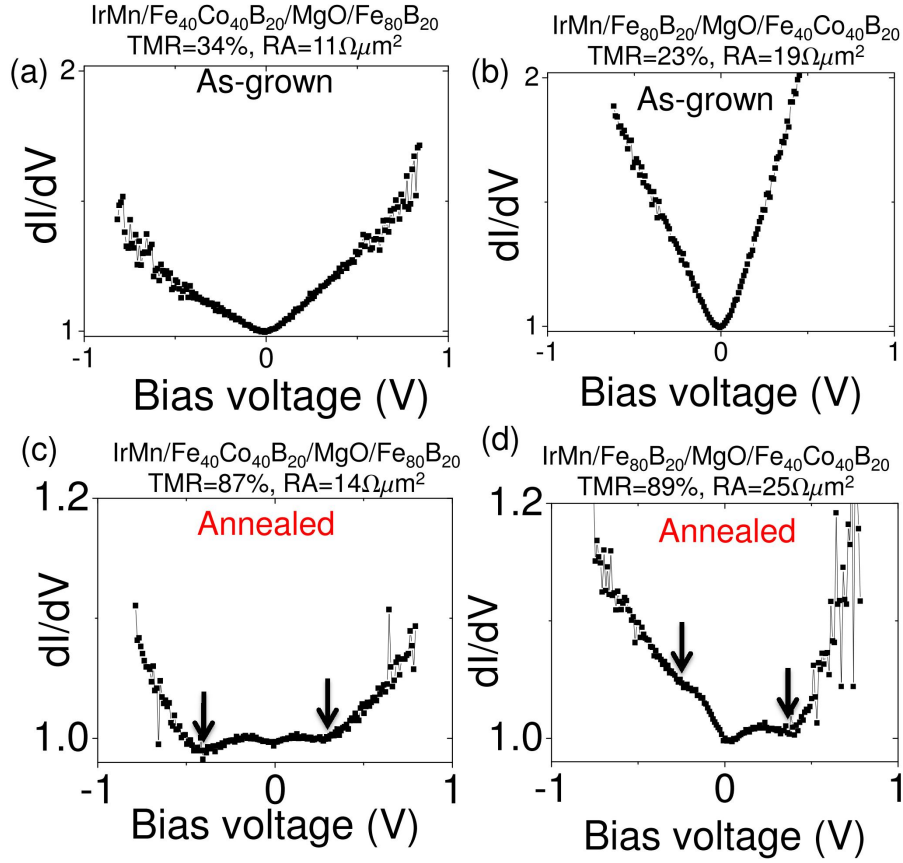 IrMn/Fe₄₀Co₄₀B₂₀/MgO/Fe₈₀B₂₀
TMR=34%, RA=11Ωμm²
(a)
As-grown
2
dI/dV
1
-1
0
1
Bias voltage (V)
IrMn/Fe₈₀B₂₀/MgO/Fe₄₀Co₄₀B₂₀
TMR=23%, RA=19Ωμm²
(b)
As-grown
2
dI/dV
1
-1
0
1
Bias voltage (V)
(c)
IrMn/Fe₄₀Co₄₀B₂₀/MgO/Fe₈₀B₂₀
TMR=87%, RA=14Ωμm²
1.2
Annealed
dI/dV
1.0
-1
0
1
Bias voltage (V)
(d)
IrMn/Fe₈₀B₂₀/MgO/Fe₄₀Co₄₀B₂₀
TMR=89%, RA=25Ωμm²
1.2
Annealed
dI/dV
1.0
-1
0
1
Bias voltage (V)